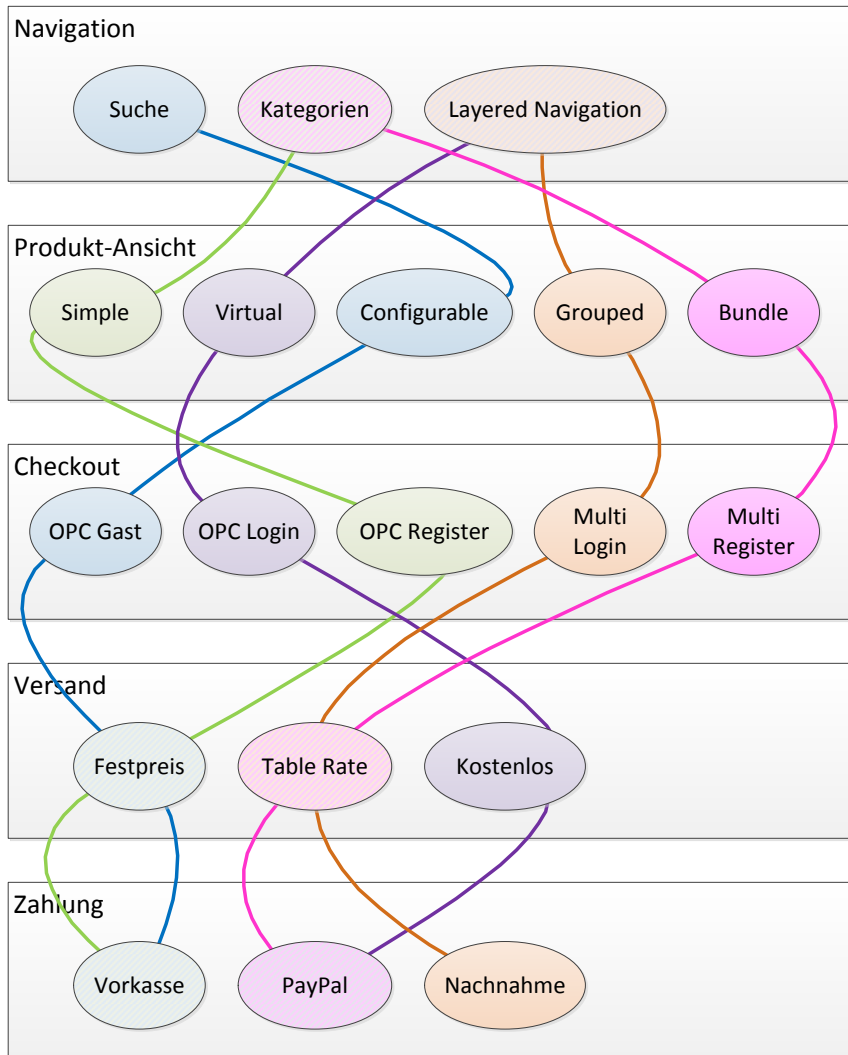 Navigation
Suche
Kategorien
Layered Navigation
Produkt-Ansicht
Simple
Virtual
Configurable
Grouped
Bundle
Checkout
OPC Gast
OPC Login
OPC Register
Multi
Login
Multi
Register
Versand
Festpreis
Table Rate
Kostenlos
Zahlung
Vorkasse
PayPal
Nachnahme